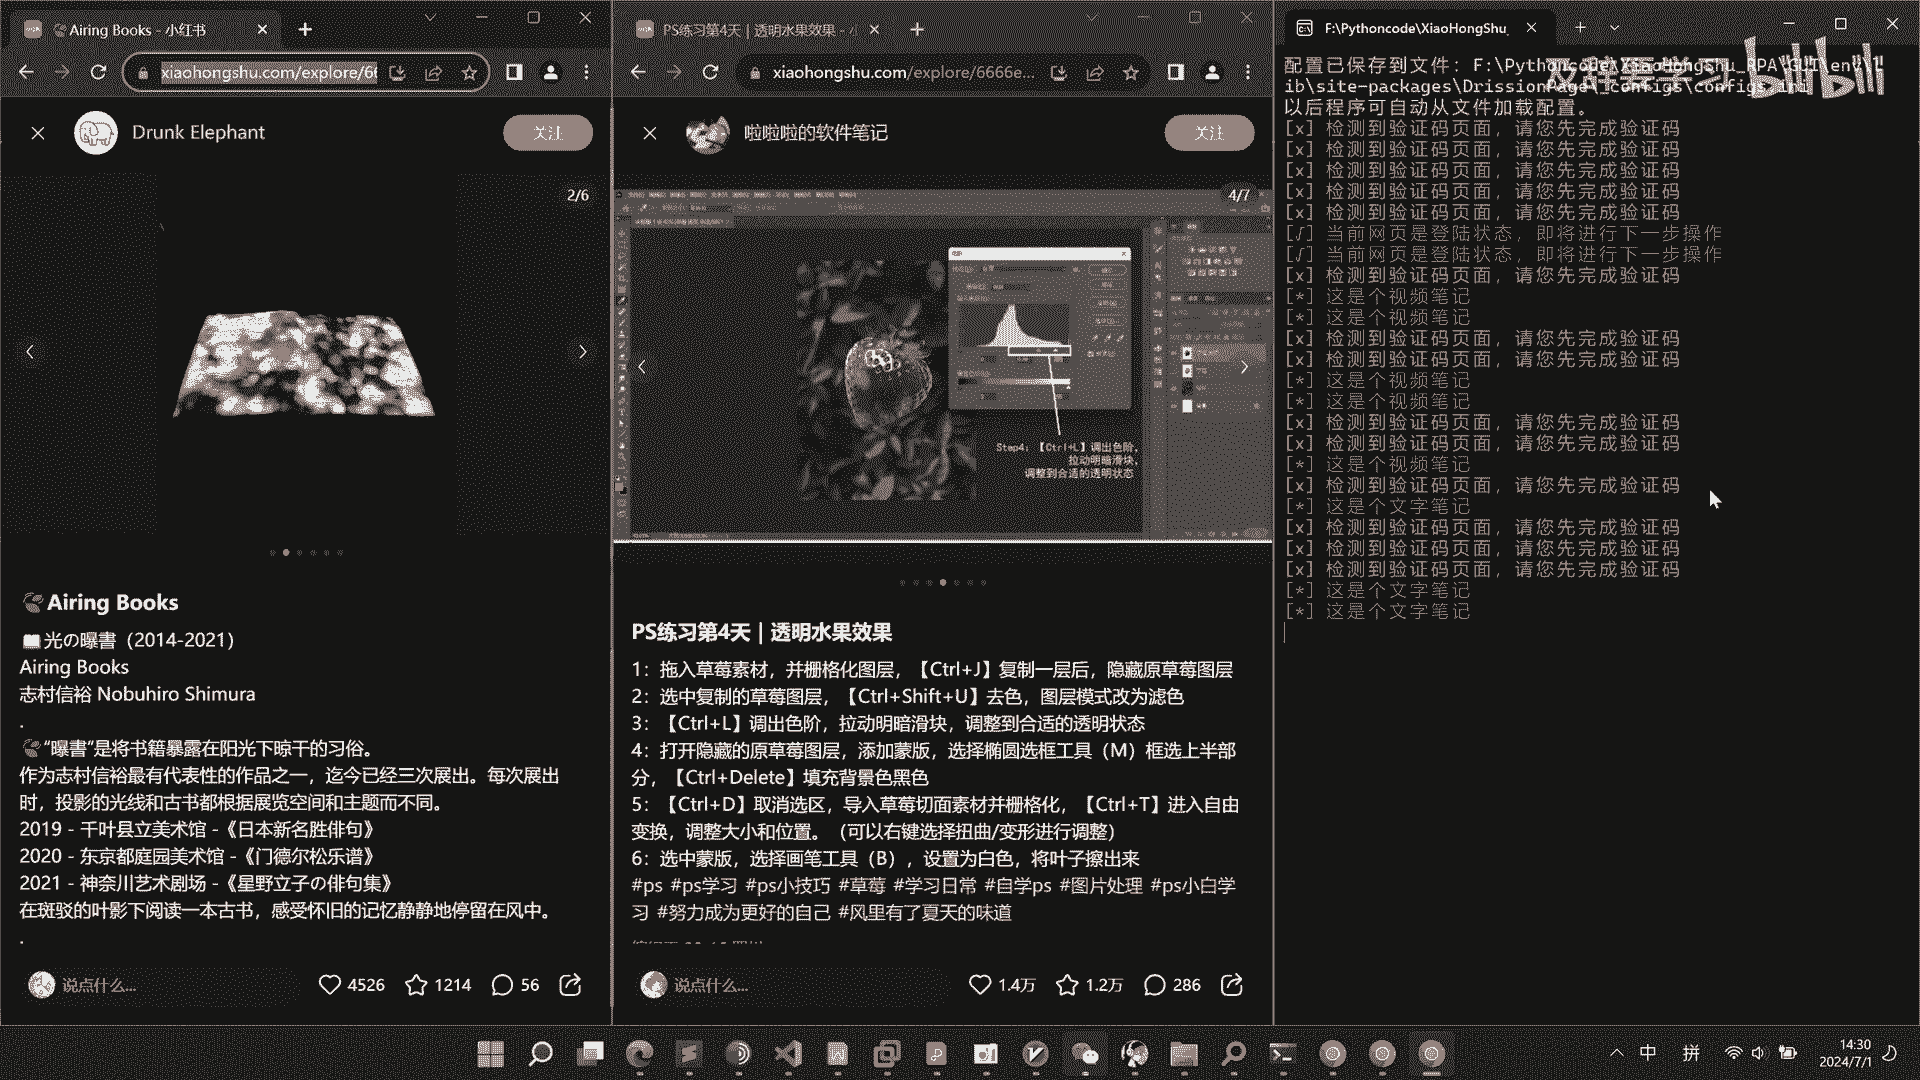 Airing Books - 小红书
xiaohongshu.com/explore/66
Drunk Elephant
关注
2/6
Airing Books
光の曝書（2014-2021）
Airing Books
志村信裕 Nobuhiro Shimura
.
“曝書”是将书籍暴露在阳光下晾干的习俗。
作为志村信裕最有代表性的作品之一，迄今已经三次展出。每次展出
时，投影的光线和古书都根据展览空间和主题而不同。
2019 - 千叶县立美术馆 -《日本新名胜俳句》
2020 - 东京都庭园美术馆 -《门德尔松乐谱》
2021 - 神奈川艺术剧场 -《星野立子の俳句集》
在斑驳的叶影下阅读一本古书，感受怀旧的记忆静静地停留在风中。
.
说点什么...
4526
1214
56
PS练习第4天 | 透明水果效果 -
xiaohongshu.com/explore/6666e...
啦啦啦的软件笔记
关注
4/7
Step4：【Ctrl+L】调出色阶，
拉动明暗滑块，
调整到合适的透明状态
PS练习第4天 | 透明水果效果
1：拖入草莓素材，并栅格化图层，【Ctrl+J】复制一层后，隐藏原草莓图层
2：选中复制的草莓图层，【Ctrl+Shift+U】去色，图层模式改为滤色
3：【Ctrl+L】调出色阶，拉动明暗滑块，调整到合适的透明状态
4：打开隐藏的原草莓图层，添加蒙版，选择椭圆选框工具（M）框选上半部
分，【Ctrl+Delete】填充背景色黑色
5：【Ctrl+D】取消选区，导入草莓切面素材并栅格化，【Ctrl+T】进入自由
变换，调整大小和位置。（可以右键选择扭曲/变形进行调整）
6：选中蒙版，选择画笔工具（B），设置为白色，将叶子擦出来
#ps #ps学习 #ps小技巧 #草莓 #学习日常 #自学ps #图片处理 #ps小白学
习 #努力成为更好的自己 #风里有了夏天的味道
说点什么...
1.4万
1.2万
286
F:\Pythoncode\XiaoHongShu_
bilibili
配置已保存到文件：F:\Pythoncode\XiaoHongShu_RPA\GUI\env\l
ib\site-packages\DrissionPage\_configs\configs.ini
以后程序可自动从文件加载配置。
[x] 检测到验证码页面，请您先完成验证码
[x] 检测到验证码页面，请您先完成验证码
[x] 检测到验证码页面，请您先完成验证码
[x] 检测到验证码页面，请您先完成验证码
[x] 检测到验证码页面，请您先完成验证码
[√] 当前网页是登陆状态，即将进行下一步操作
[√] 当前网页是登陆状态，即将进行下一步操作
[x] 检测到验证码页面，请您先完成验证码
[*] 这是个视频笔记
[*] 这是个视频笔记
[x] 检测到验证码页面，请您先完成验证码
[x] 检测到验证码页面，请您先完成验证码
[*] 这是个视频笔记
[*] 这是个视频笔记
[x] 检测到验证码页面，请您先完成验证码
[x] 检测到验证码页面，请您先完成验证码
[*] 这是个视频笔记
[x] 检测到验证码页面，请您先完成验证码
[*] 这是个文字笔记
[x] 检测到验证码页面，请您先完成验证码
[x] 检测到验证码页面，请您先完成验证码
[x] 检测到验证码页面，请您先完成验证码
[*] 这是个文字笔记
[*] 这是个文字笔记
中
拼
14:30
2024/7/1